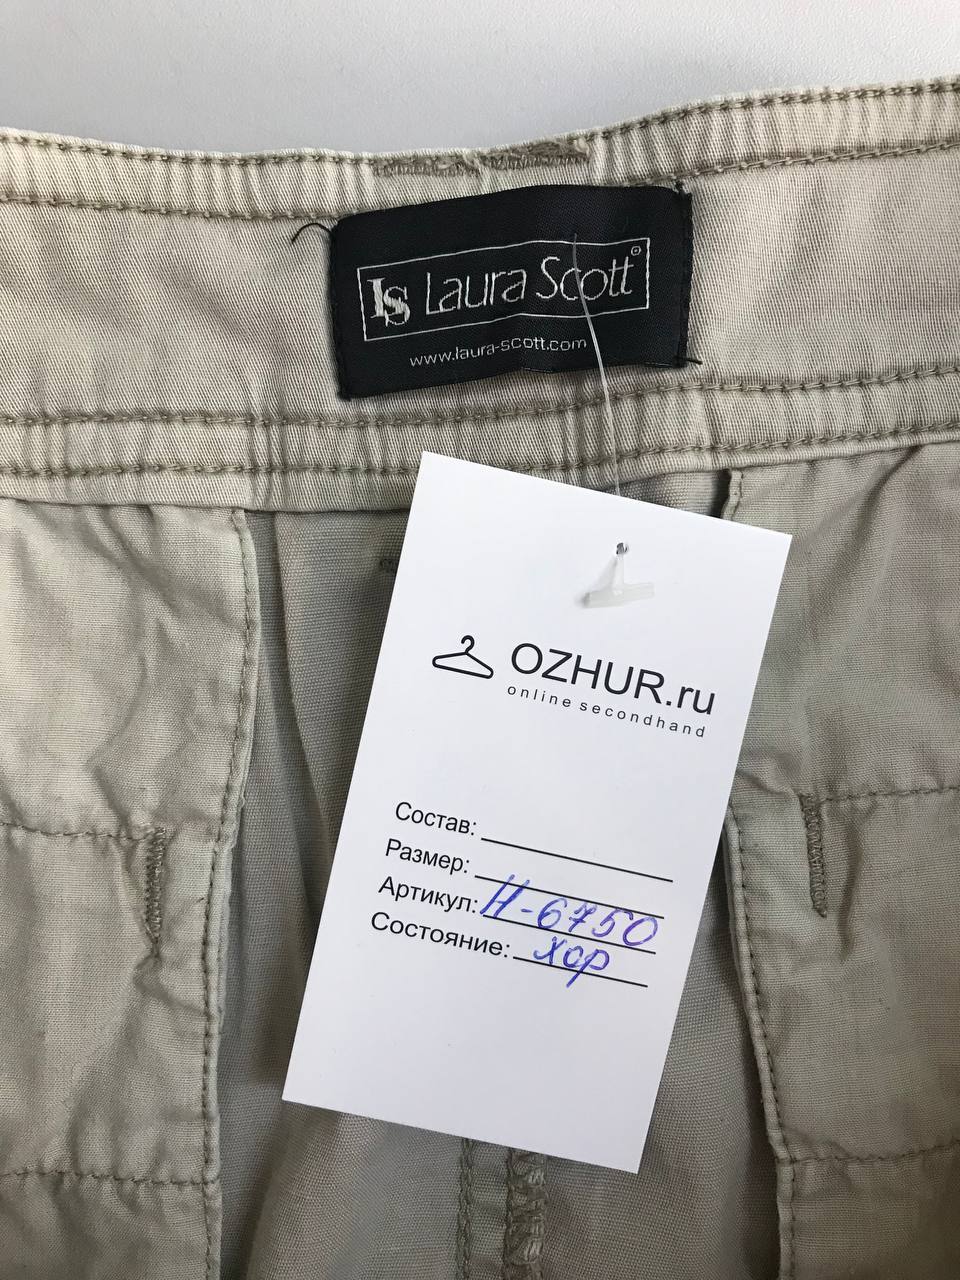 LS Laura Scott
www.laura-scott.com
OZHUR.ru
online secondhand
Состав:
Размер:
Артикул: Н-6750
Состояние: хор